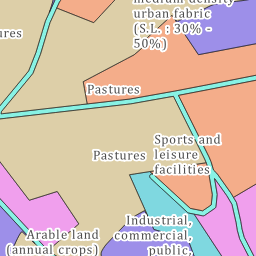 medium density
urban fabric
(S.L. : 30% -
50%)
Pastures
Sports and
leisure
facilities
Pastures
Industrial,
commercial,
public,
Arable land
(annual crops)